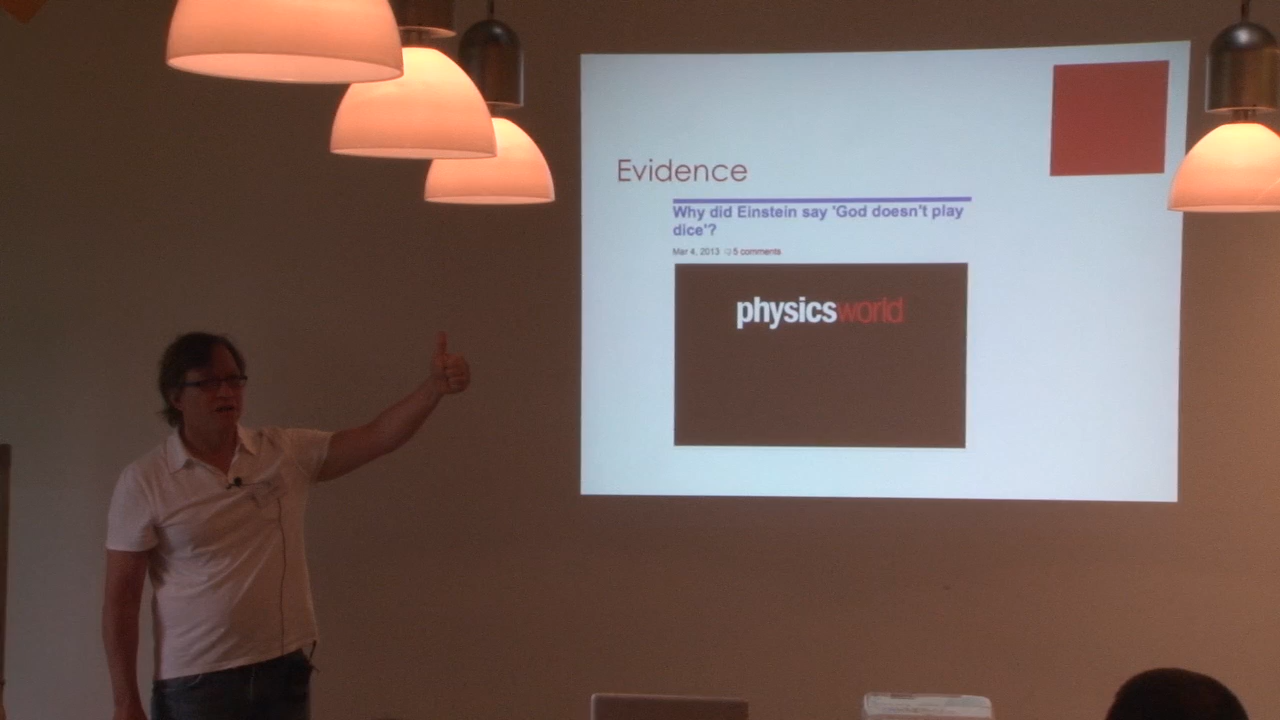 Evidence
Why did Einstein say 'God doesn't play
dice'?
Mar 4, 2013 5 comments
physicsworld